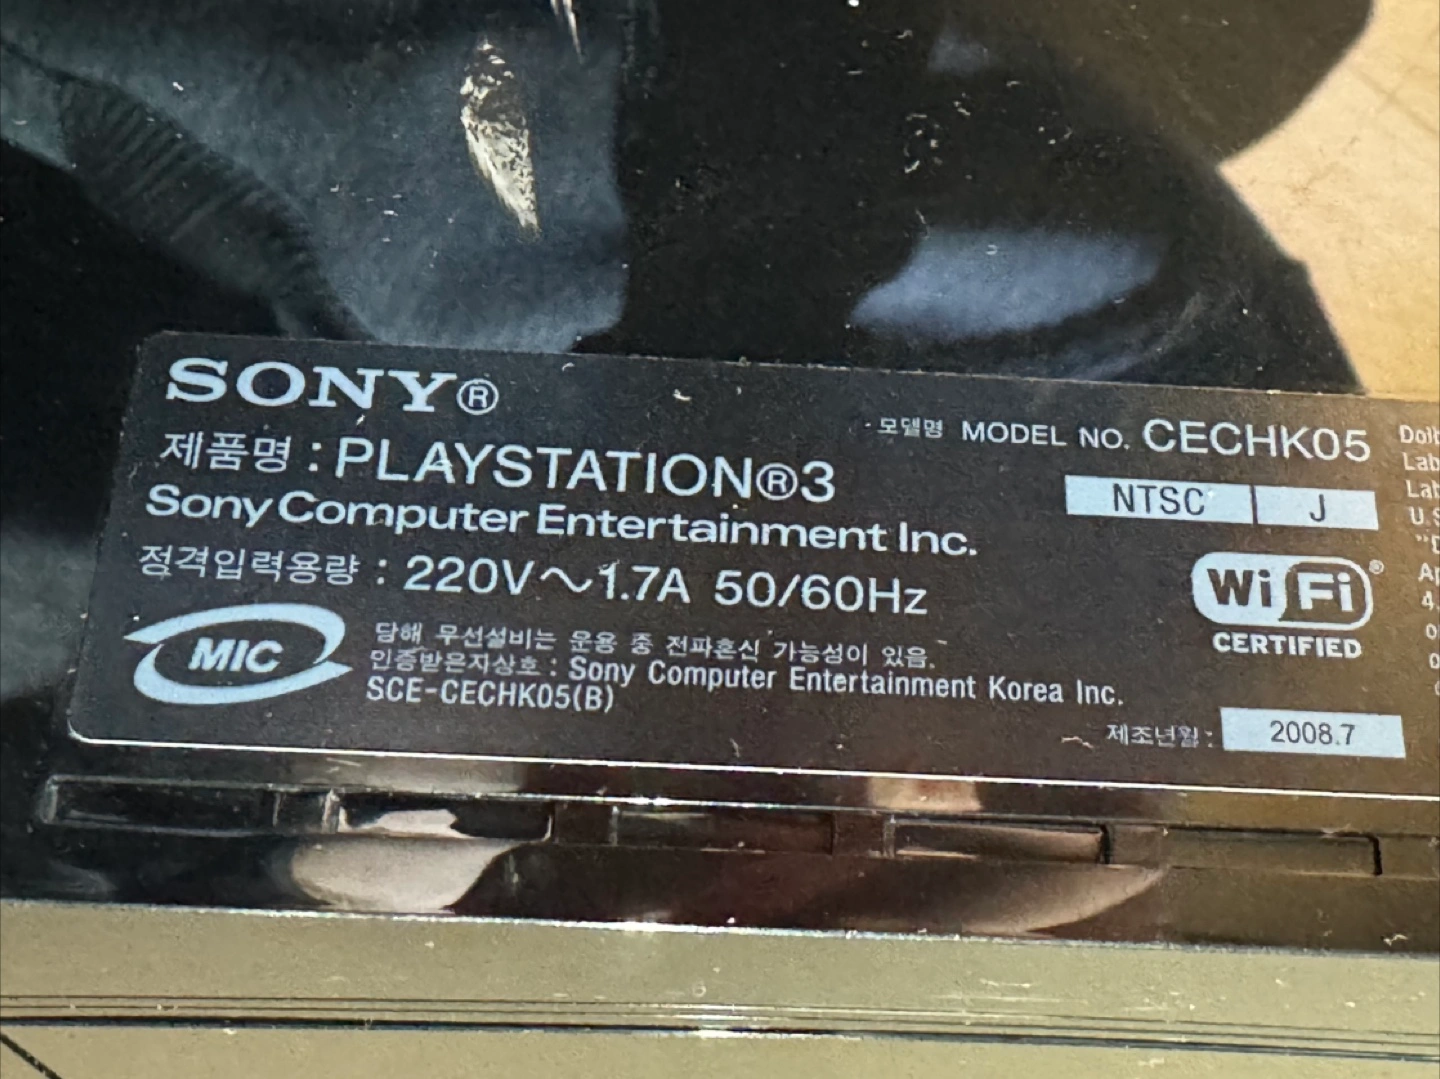 SONY®
제품명 : PLAYSTATION®3
Sony Computer Entertainment Inc.
정격입력용량 : 220V～1.7A 50/60Hz
MIC
당해 무선설비는 운용 중 전파혼신 가능성이 있음.
인증받은자상호 : Sony Computer Entertainment Korea Inc.
SCE-CECHK05(B)
모델명 MODEL NO. CECHK05
NTSC J
Wi Fi®
CERTIFIED
제조년월 : 2008.7